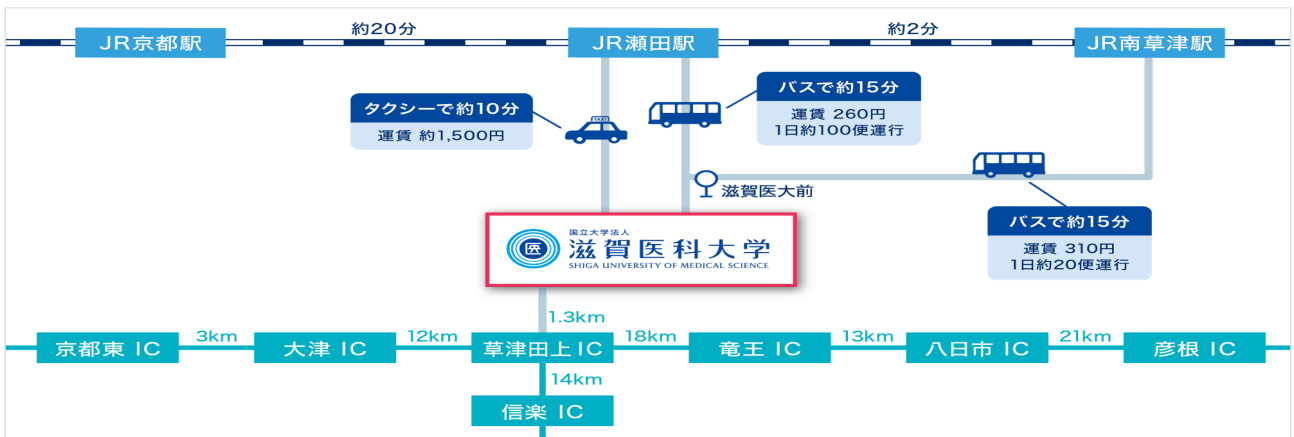 約20分
約2分
JR京都駅
JR瀬田駅
JR南草津駅
タクシーで約10分
運賃 約1,500円
TAXI
バスで約15分
運賃 260円
1日約100便運行
滋賀医大前
バスで約15分
運賃 310円
1日約20便運行
医
国立大学法人
滋賀医科大学
SHIGA UNIVERSITY OF MEDICAL SCIENCE
1.3km
京都東 IC
3km
大津 IC
12km
草津田上 IC
18km
竜王 IC
13km
八日市 IC
21km
彦根 IC
14km
信楽 IC